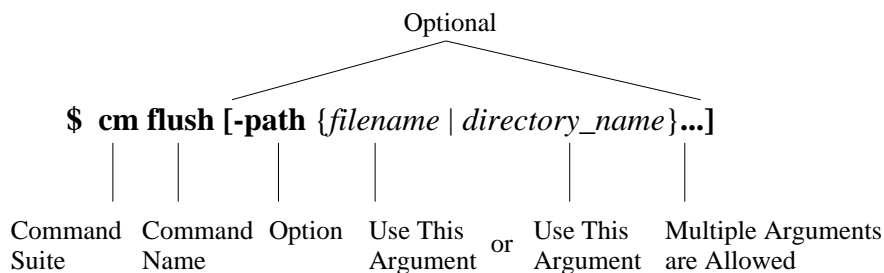 Optional
$ cm flush [-path {filename | directory_name}...]
Command Command Option Use This or Use This Multiple Arguments
Suite Name Argument Argument are Allowed